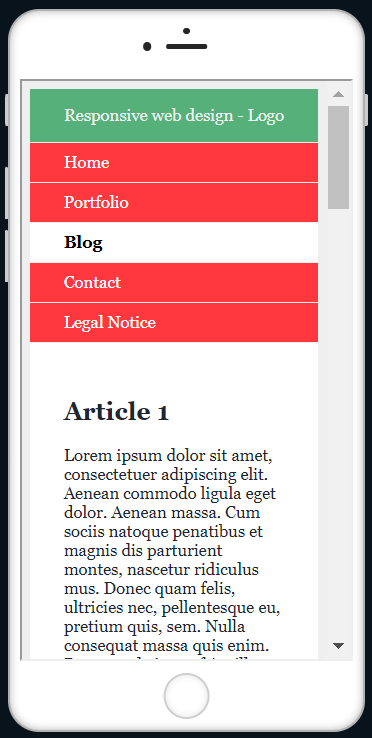 Responsive web design - Logo
Home
Portfolio
Blog
Contact
Legal Notice
Article 1
Lorem ipsum dolor sit amet,
consectetuer adipiscing elit.
Aenean commodo ligula eget
dolor. Aenean massa. Cum
sociis natoque penatibus et
magnis dis parturient
montes, nascetur ridiculus
mus. Donec quam felis,
ultricies nec, pellentesque eu,
pretium quis, sem. Nulla
consequat massa quis enim.